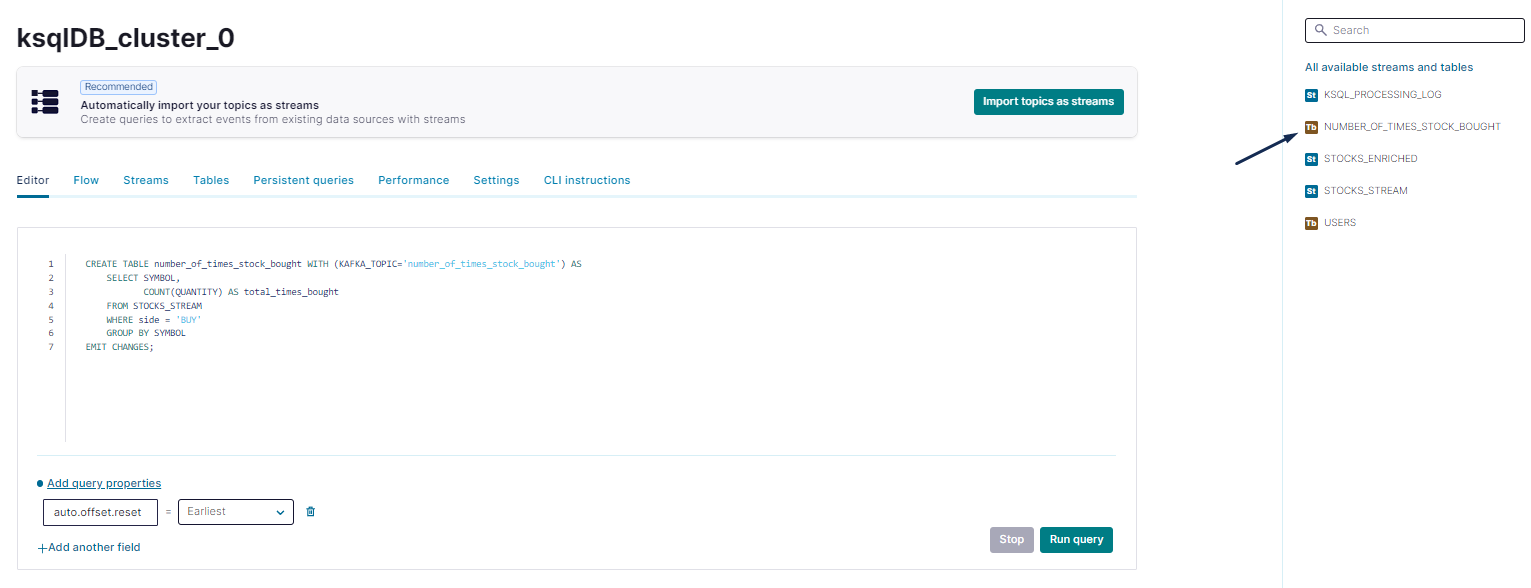 ksqlDB_cluster_0
Recommended
Automatically import your topics as streams
Create queries to extract events from existing data sources with streams
Import topics as streams
Editor Flow Streams Tables Persistent queries Performance Settings CLI instructions
1 CREATE TABLE number_of_times_stock_bought WITH (KAFKA_TOPIC='number_of_times_stock_bought') AS
2 SELECT SYMBOL,
3 COUNT(QUANTITY) AS total_times_bought
4 FROM STOCKS_STREAM
5 WHERE side = 'BUY'
6 GROUP BY SYMBOL
7 EMIT CHANGES;
Add query properties
auto.offset.reset = Earliest
+Add another field
Stop Run query
Search
All available streams and tables
St KSQL_PROCESSING_LOG
Tb NUMBER_OF_TIMES_STOCK_BOUGHT
St STOCKS_ENRICHED
St STOCKS_STREAM
Tb USERS